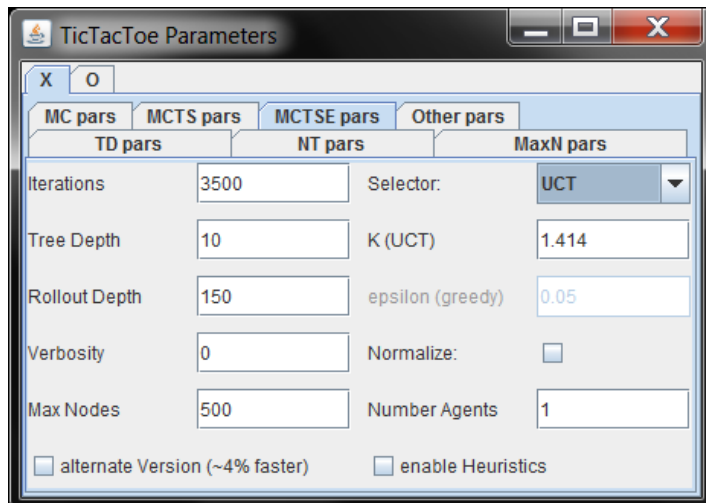 TicTacToe Parameters
X O
MC pars MCTS pars MCTSE pars Other pars
TD pars NT pars MaxN pars
Iterations 3500 Selector: UCT
Tree Depth 10 K (UCT) 1.414
Rollout Depth 150 epsilon (greedy) 0.05
Verbosity 0 Normalize:
Max Nodes 500 Number Agents 1
alternate Version (~4% faster) enable Heuristics